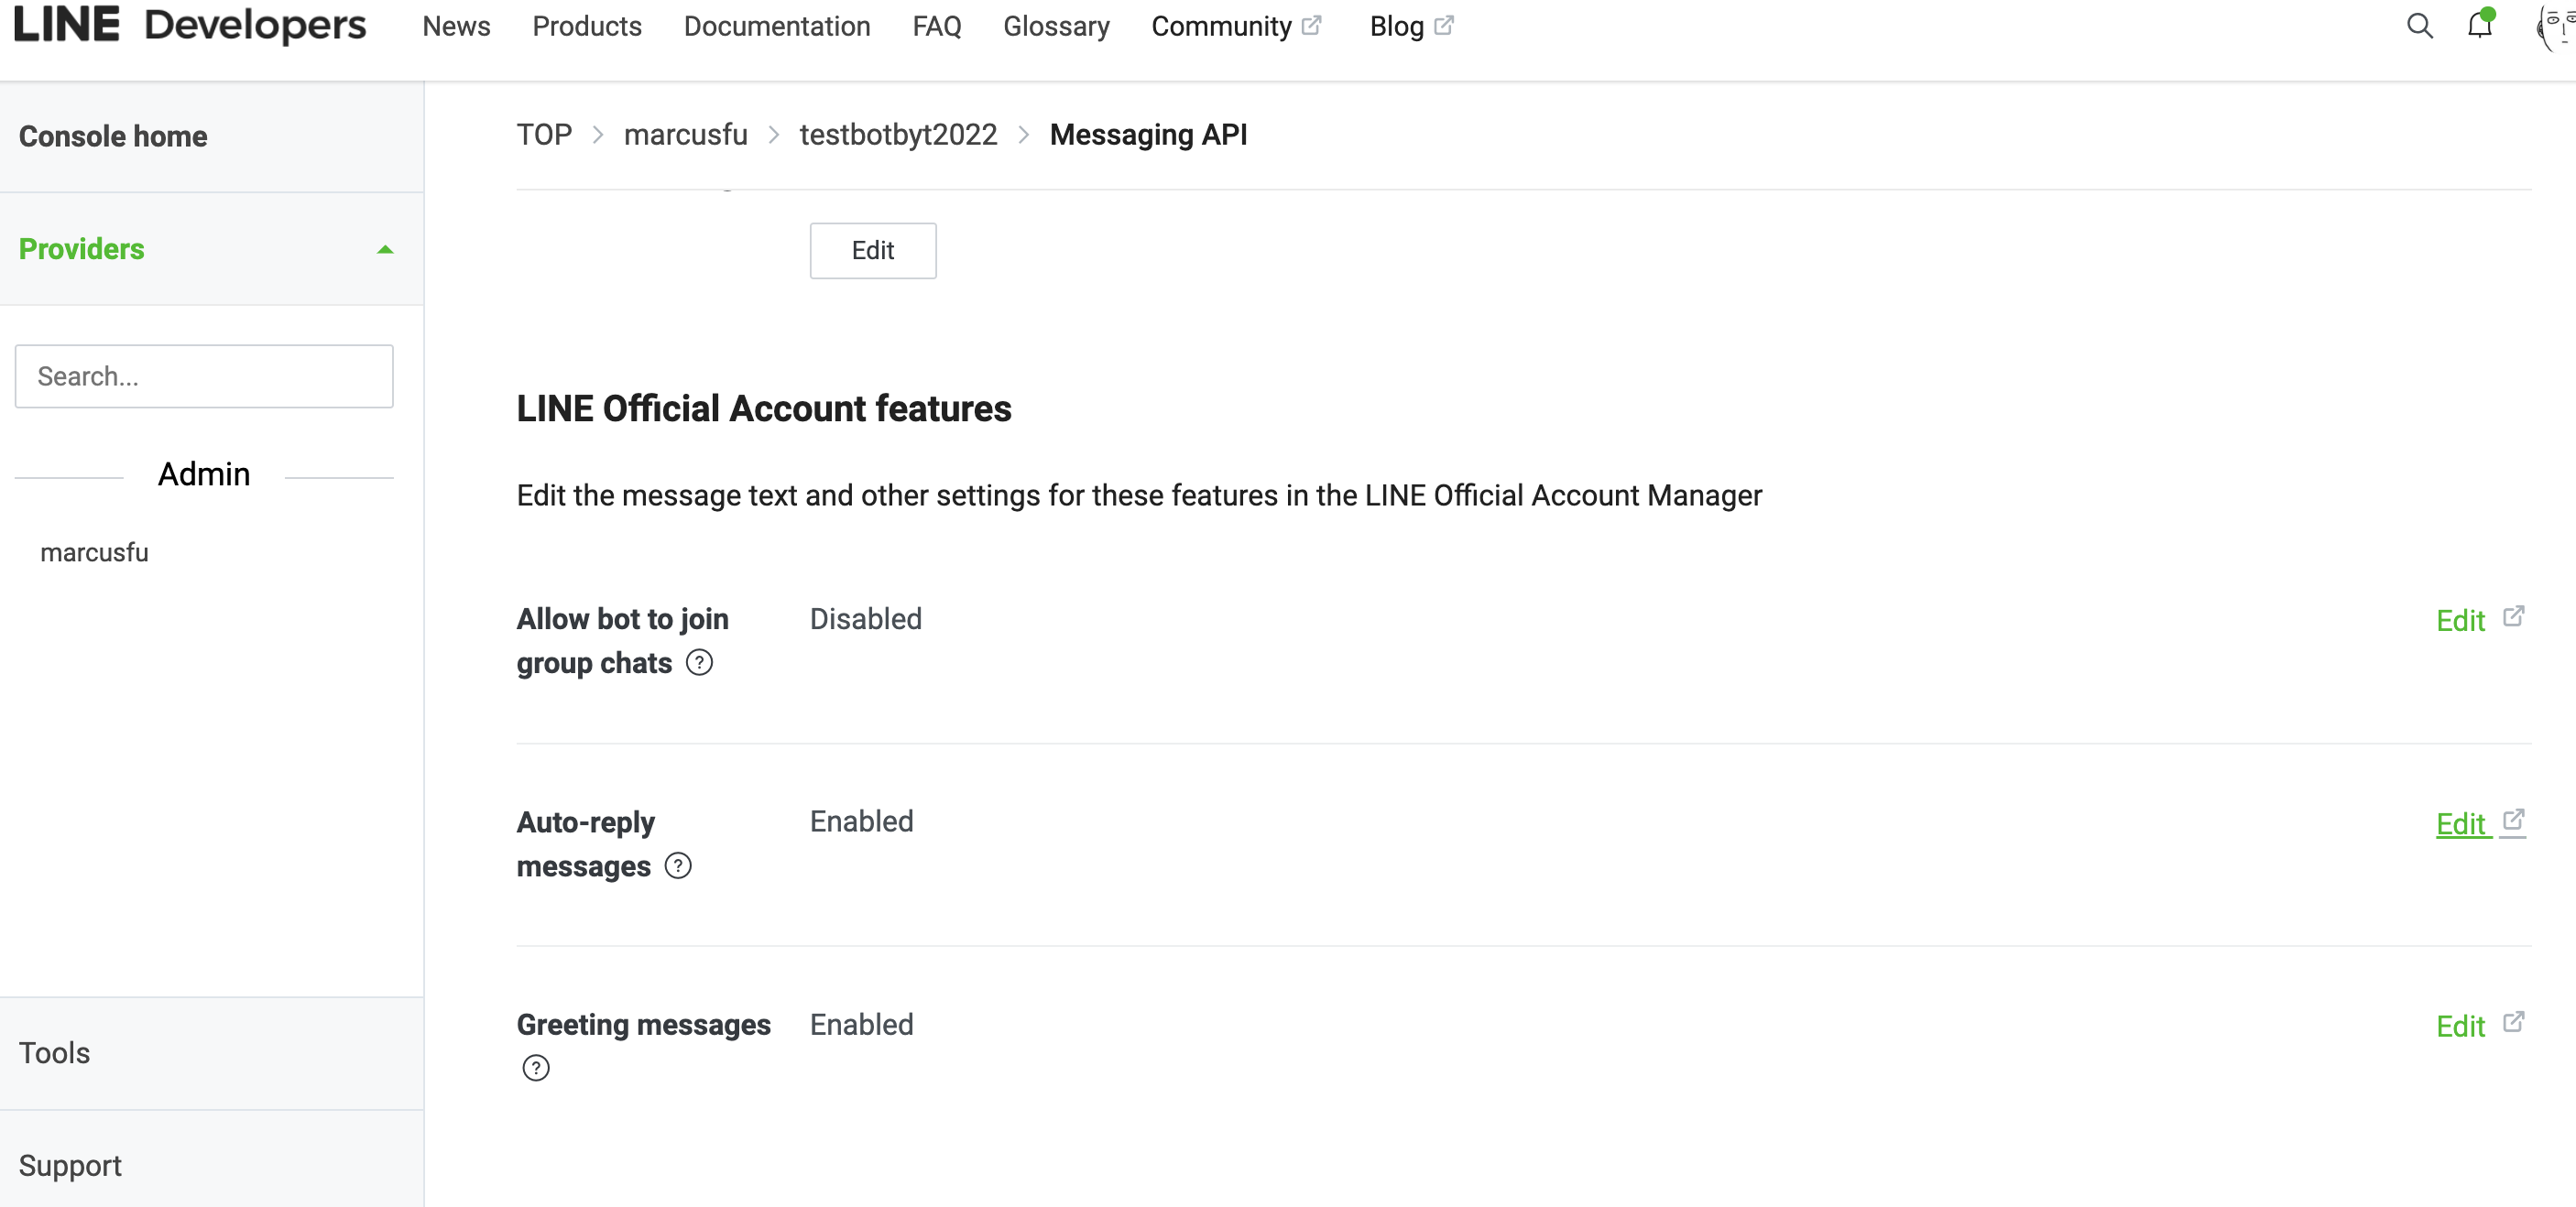 LINE Developers News Products Documentation FAQ Glossary Community Blog
Console home
Providers
Search...
Admin
marcusfu
Tools
Support
TOP > marcusfu > testbotbyt2022 > Messaging API
Edit
LINE Official Account features
Edit the message text and other settings for these features in the LINE Official Account Manager
Allow bot to join
group chats ?
Disabled
Edit
Auto-reply
messages ?
Enabled
Edit
Greeting messages
?
Enabled
Edit